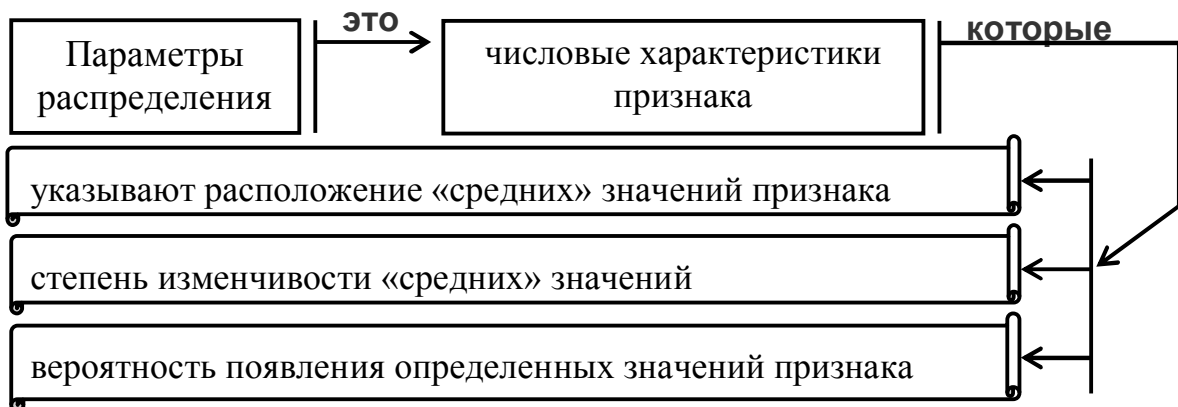 Параметры
распределения
это
числовые характеристики
признака
которые
указывают расположение «средних» значений признака
степень изменчивости «средних» значений
вероятность появления определенных значений признака